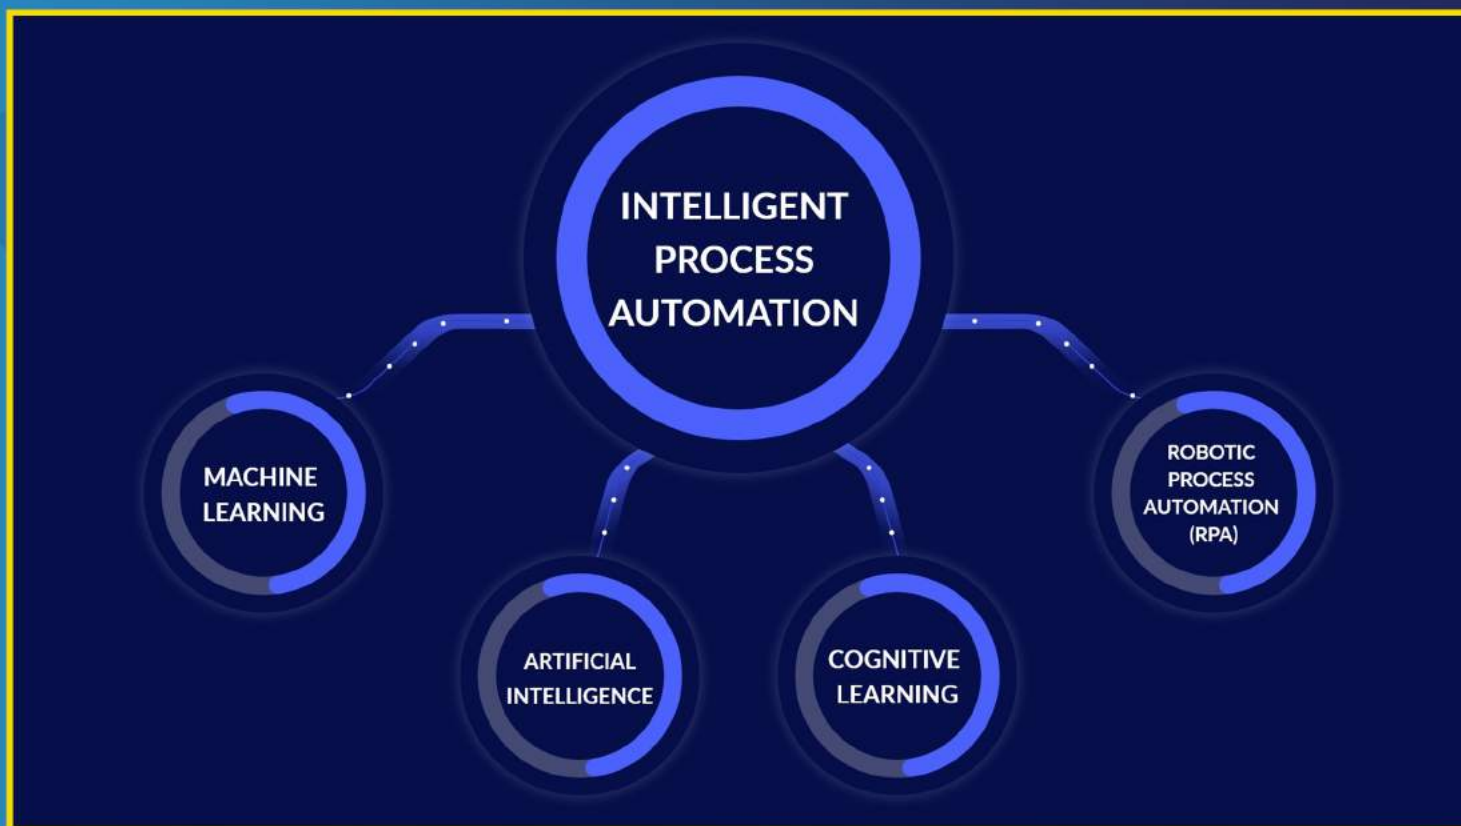 INTELLIGENT
PROCESS
AUTOMATION
MACHINE
LEARNING
ARTIFICIAL
INTELLIGENCE
COGNITIVE
LEARNING
ROBOTIC
PROCESS
AUTOMATION
(RPA)